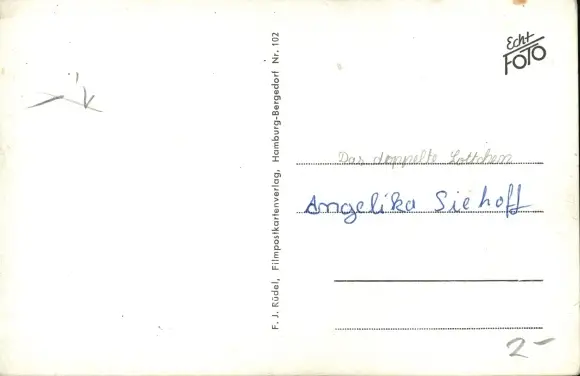 Echt
FOTO
F. J. Rüdel, Filmpostkartenverlag, Hamburg-Bergedorf Nr. 102
Das doppelte Lottchen
Angelika Siehoff
2-